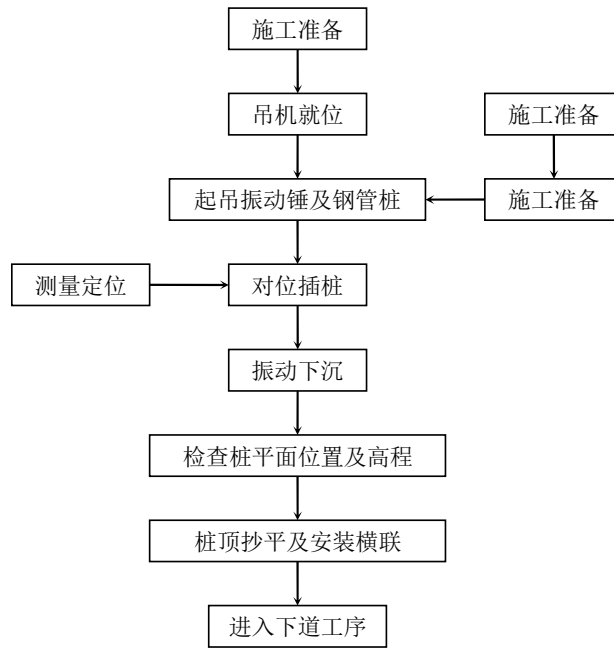 施工准备
吊机就位
施工准备
起吊振动锤及钢管桩
施工准备
测量定位
对位插桩
振动下沉
检查桩平面位置及高程
桩顶抄平及安装横联
进入下道工序